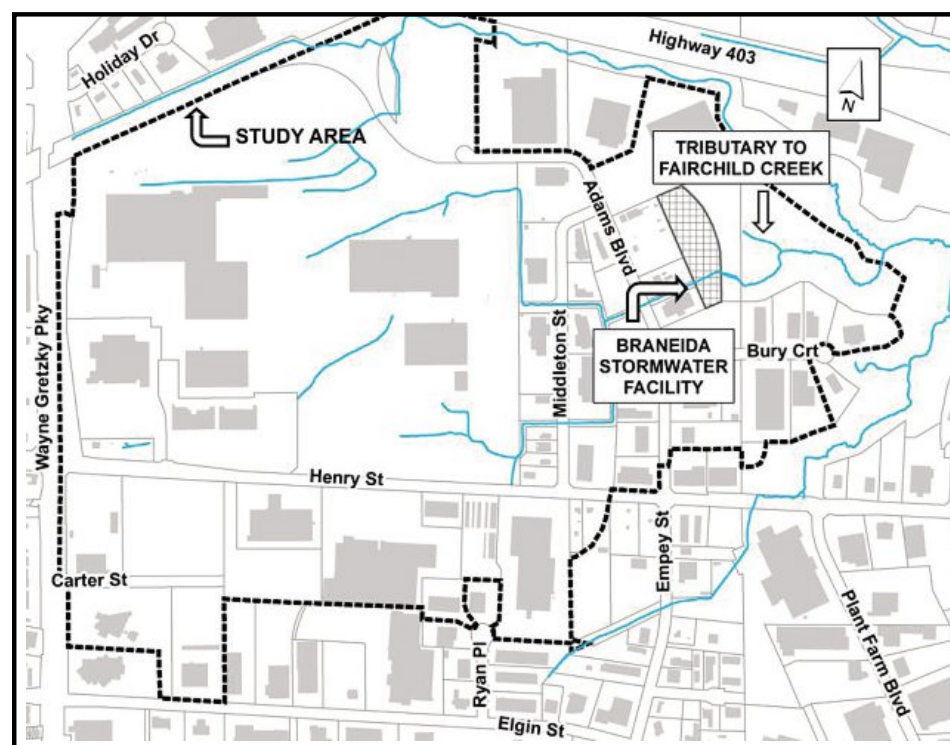 Holiday Dr
Highway 403
N
STUDY AREA
TRIBUTARY TO
FAIRCHILD CREEK
Adams Blvd
Wayne Gretzky Pky
Middleton St
BRANEIDA
STORMWATER
FACILITY
Bury Crt
Henry St
Empey St
Carter St
Plant Farm Blvd
Ryan Pl
Elgin St